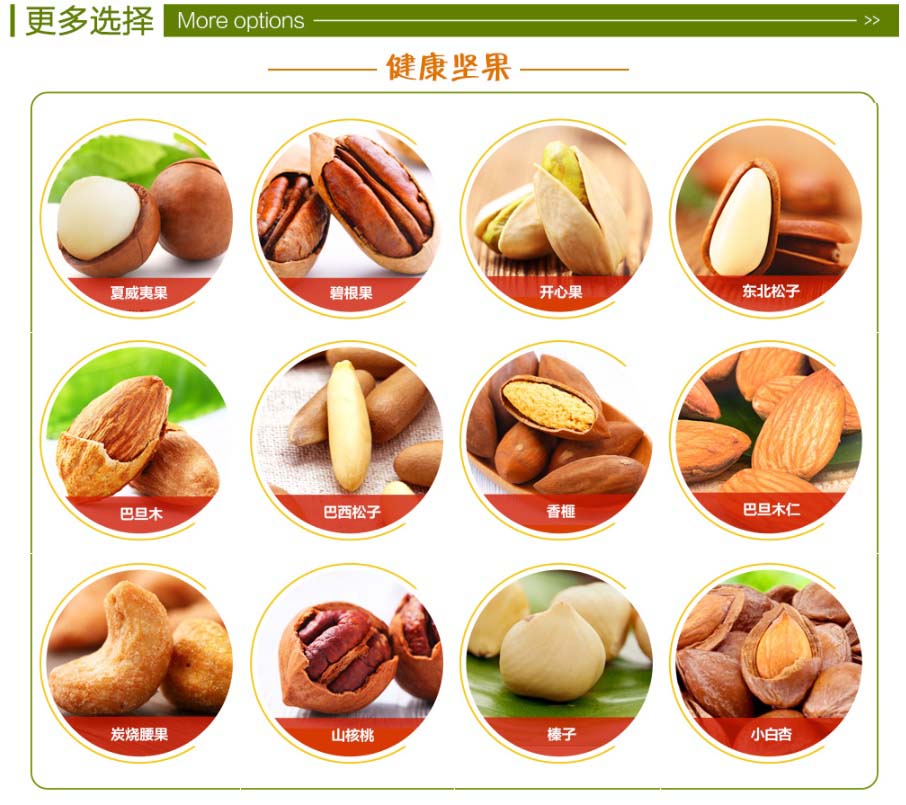 更多选择
More options
>>
健康坚果
夏威夷果
碧根果
开心果
东北松子
巴旦木
巴西松子
香榧
巴旦木仁
炭烧腰果
山核桃
榛子
小白杏